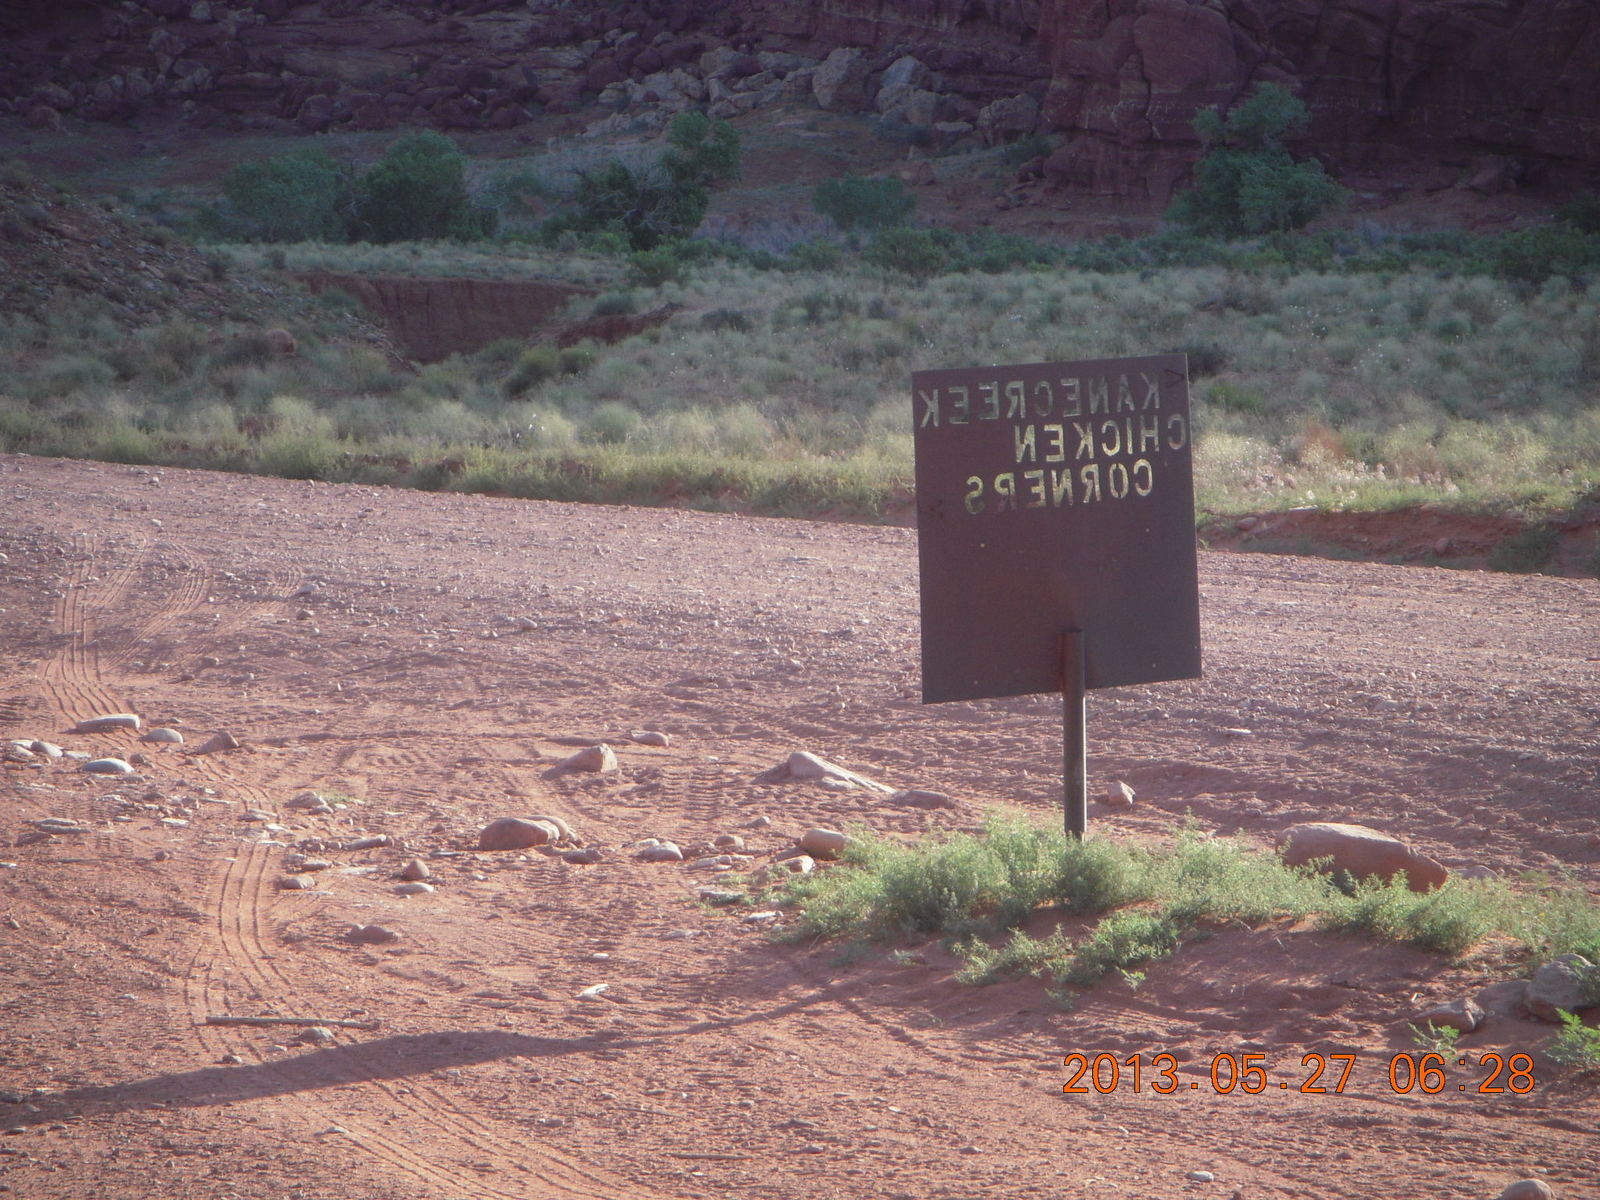 KANECREEK
CHICKEN
CORNERS
2013.05.27 06:28